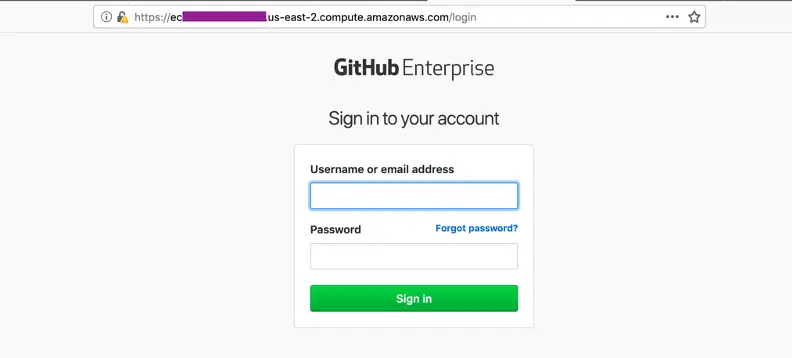 https://ec.us-east-2.compute.amazonaws.com/login
GitHub Enterprise
Sign in to your account
Username or email address
Password Forgot password?
Sign in